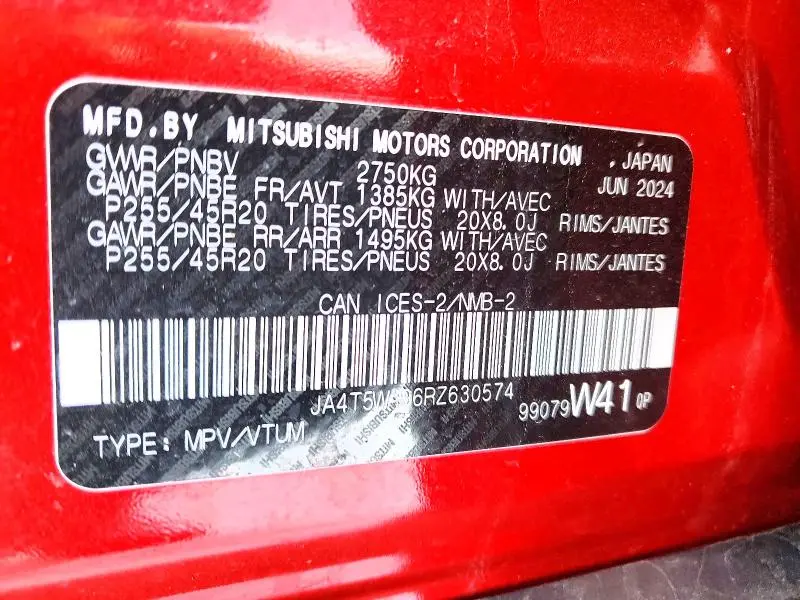 MFD.BY MITSUBISHI MOTORS CORPORATION , JAPAN
GVWR/PNBV 2750KG JUN 2024
GAWR/PNBE FR/AVT 1385KG WITH/AVEC
P255/45R20 TIRES/PNEUS 20X8.0J RIMS/JANTES
GAWR/PNBE RR/ARR 1495KG WITH/AVEC
P255/45R20 TIRES/PNEUS 20X8.0J RIMS/JANTES
CAN ICES-2/NMB-2
99079 W41 OP
TYPE: MPV/VTUM